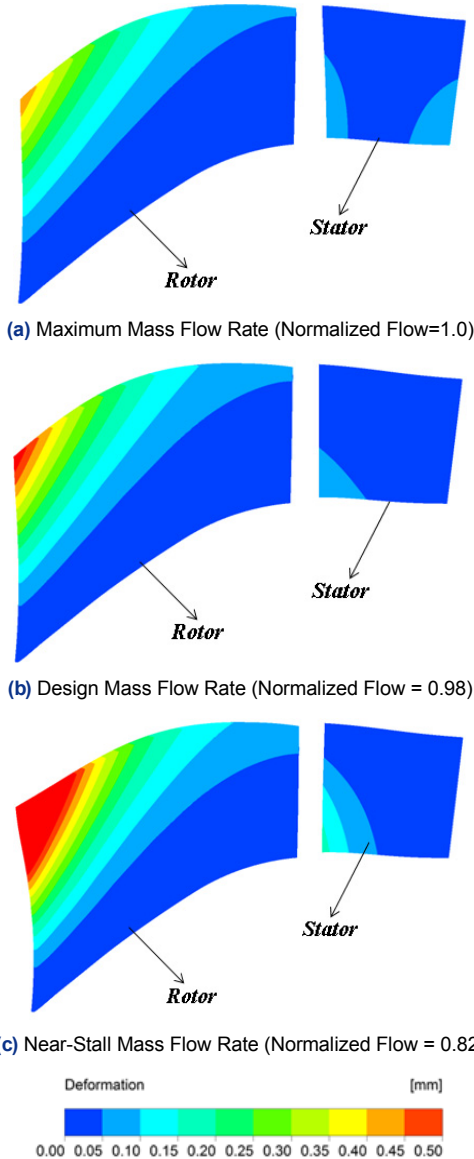 Stator
Rotor
(a) Maximum Mass Flow Rate (Normalized Flow=1.0)
Stator
Rotor
(b) Design Mass Flow Rate (Normalized Flow = 0.98)
Stator
Rotor
(c) Near-Stall Mass Flow Rate (Normalized Flow = 0.82
Deformation [mm]
0.00 0.05 0.10 0.15 0.20 0.25 0.30 0.35 0.40 0.45 0.50